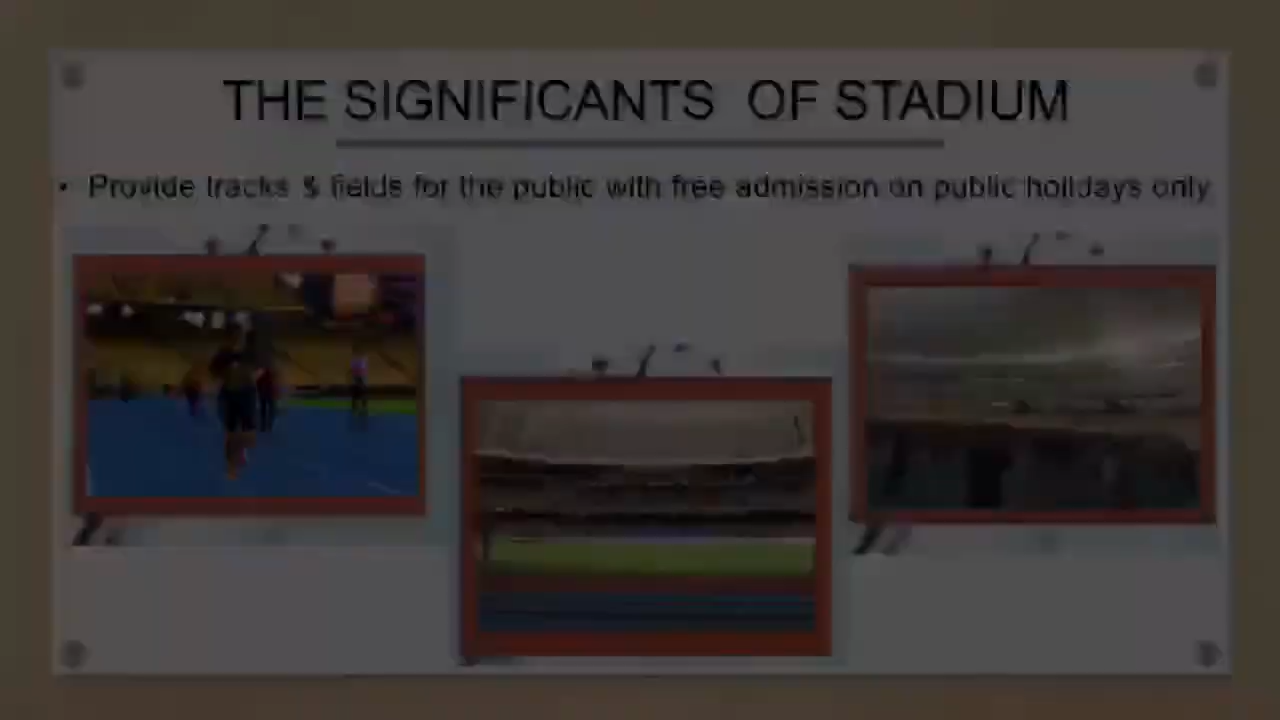 THE SIGNIFICANTS OF STADIUM
• Provide tracks & fields for the public with free admission on public holidays only